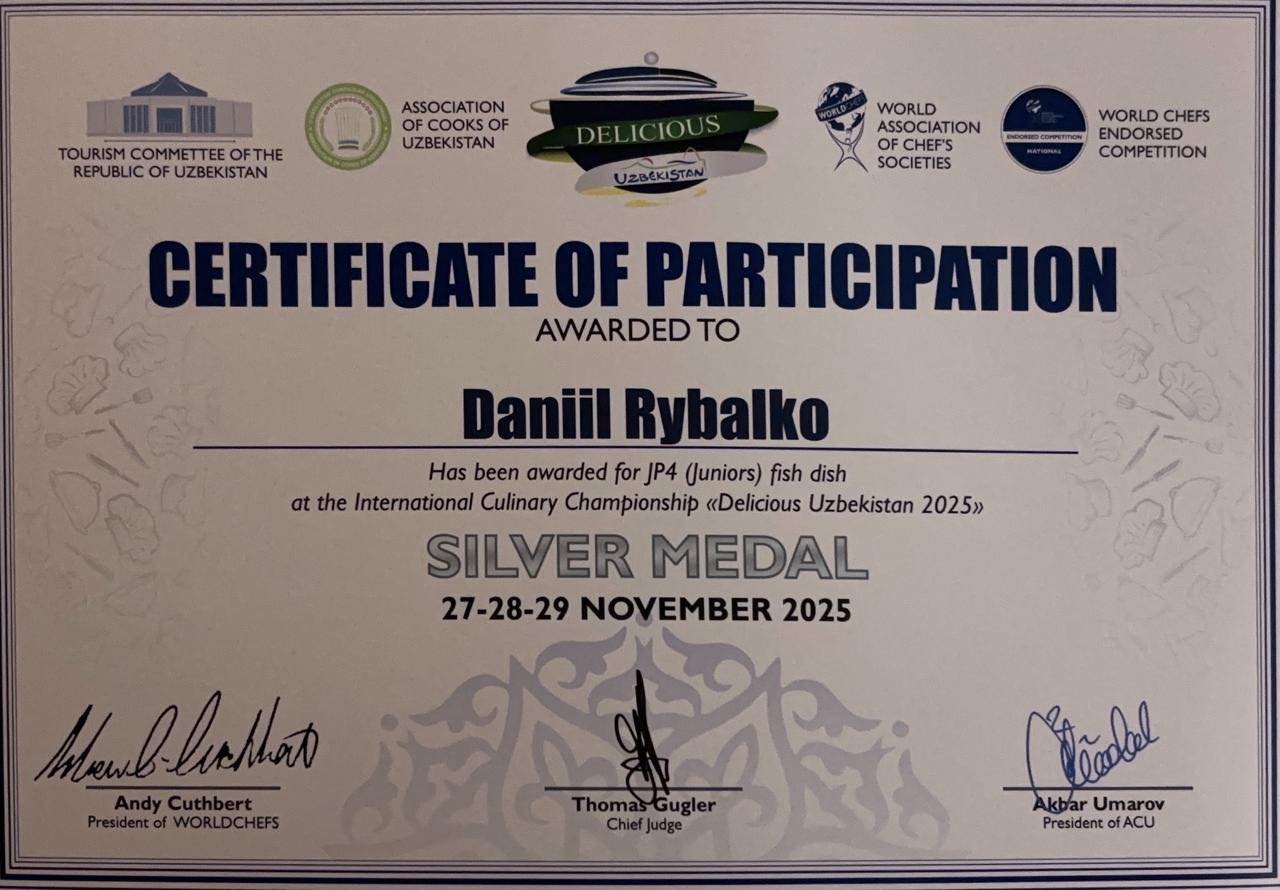 TOURISM COMMETTEE OF THE
REPUBLIC OF UZBEKISTAN
ASSOCIATION
OF COOKS OF
UZBEKISTAN
DELICIOUS
UZBEKISTAN
WORLDCHEFS
WORLD
ASSOCIATION
OF CHEF'S
SOCIETIES
ENDORSED COMPETITION
NATIONAL
WORLD CHEFS
ENDORSED
COMPETITION
CERTIFICATE OF PARTICIPATION
AWARDED TO
Daniil Rybalko
Has been awarded for JP4 (Juniors) fish dish
at the International Culinary Championship «Delicious Uzbekistan 2025»
SILVER MEDAL
27-28-29 NOVEMBER 2025
Andy Cuthbert
President of WORLDCHEFS
Thomas Gugler
Chief Judge
Akbar Umarov
President of ACU